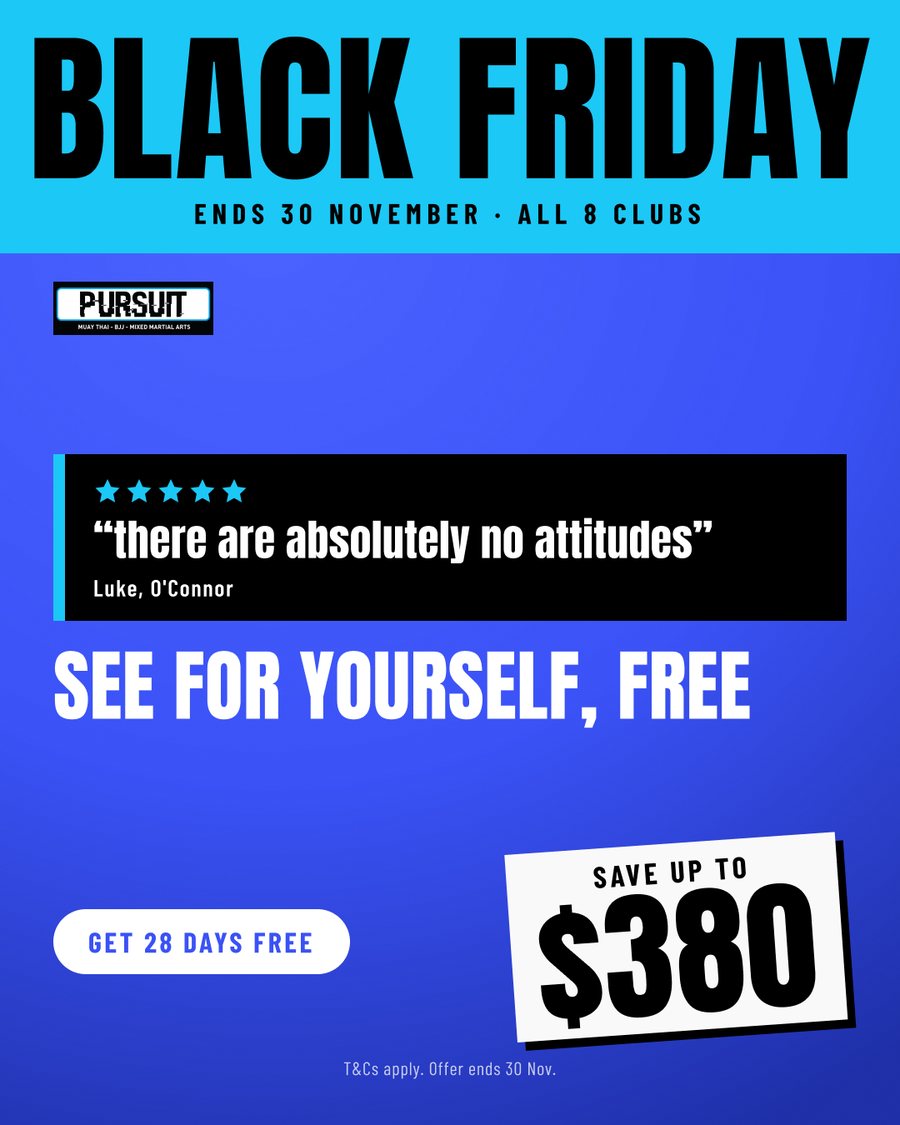 BLACK FRIDAY
ENDS 30 NOVEMBER · ALL 8 CLUBS
PURSUIT
MUAY THAI - BJJ - MIXED MARTIAL ARTS
“there are absolutely no attitudes”
Luke, O'Connor
SEE FOR YOURSELF, FREE
SAVE UP TO
$380
GET 28 DAYS FREE
T&Cs apply. Offer ends 30 Nov.